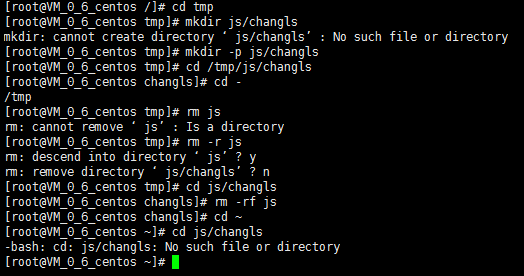 [root@VM_0_6_centos /]# cd tmp
[root@VM_0_6_centos tmp]# mkdir js/changls
mkdir: cannot create directory ‘ js/changls’ : No such file or directory
[root@VM_0_6_centos tmp]# mkdir -p js/changls
[root@VM_0_6_centos tmp]# cd /tmp/js/changls
[root@VM_0_6_centos changls]# cd -
/tmp
[root@VM_0_6_centos tmp]# rm js
rm: cannot remove ‘ js’ : Is a directory
[root@VM_0_6_centos tmp]# rm -r js
rm: descend into directory ‘ js’ ? y
rm: remove directory ‘ js/changls’ ? n
[root@VM_0_6_centos tmp]# cd js/changls
[root@VM_0_6_centos changls]# rm -rf js
[root@VM_0_6_centos changls]# cd ~
[root@VM_0_6_centos ~]# cd js/changls
-bash: cd: js/changls: No such file or directory
[root@VM_0_6_centos ~]#